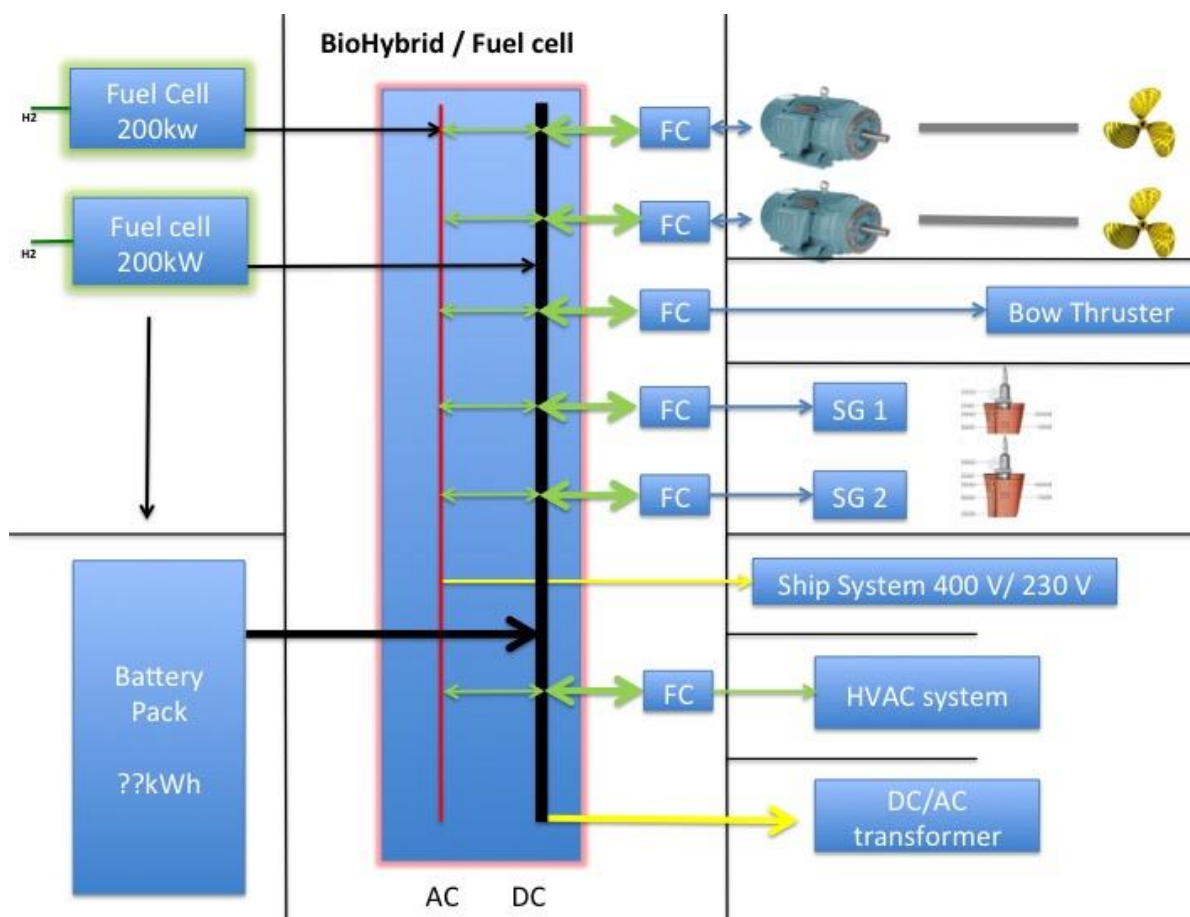 BioHybrid / Fuel cell
Fuel Cell
200kw
H2
Fuel cell
200kW
H2
Battery
Pack
??kWh
AC
DC
FC
FC
FC
Bow Thruster
FC
SG 1
FC
SG 2
Ship System 400 V/ 230 V
FC
HVAC system
DC/AC
transformer